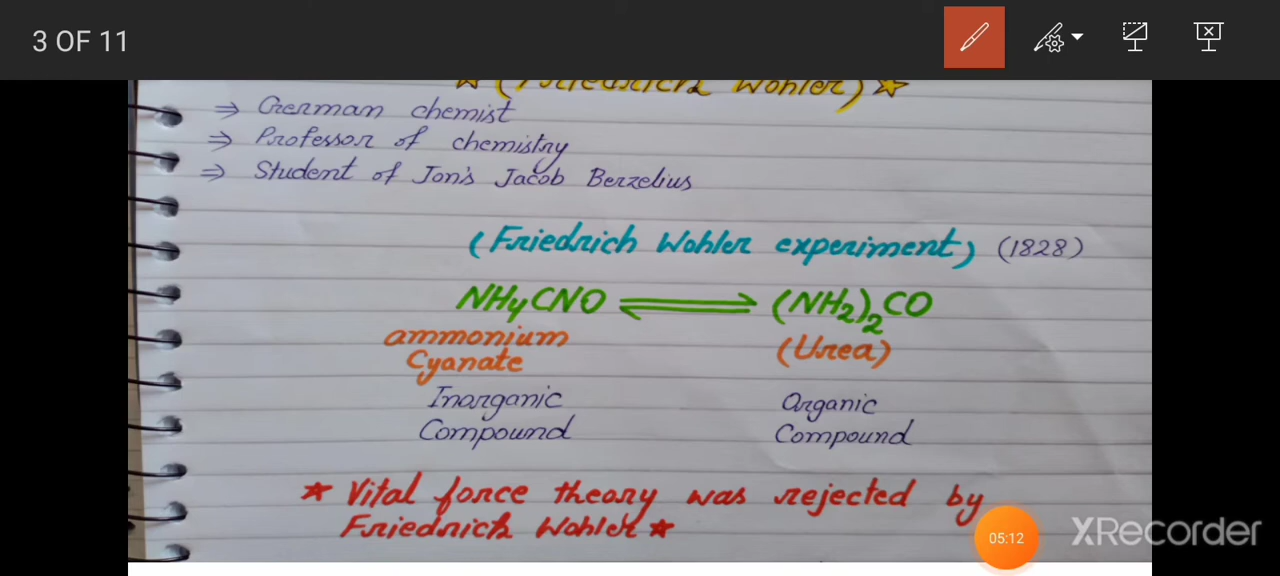 3 OF 11
(Friedrich Wohler)
⇒ German chemist
⇒ Professor of chemistry
⇒ Student of Jon's Jacob Berzelius
(Friedrich Wohler experiment) (1828)
NH4CNO ⇌ (NH2)2CO
ammonium
Cyanate
(Urea)
Inorganic
Compound
Organic
Compound
★ Vital force theory was rejected by
Friedrich Wohler ★
05:12
XRecorder